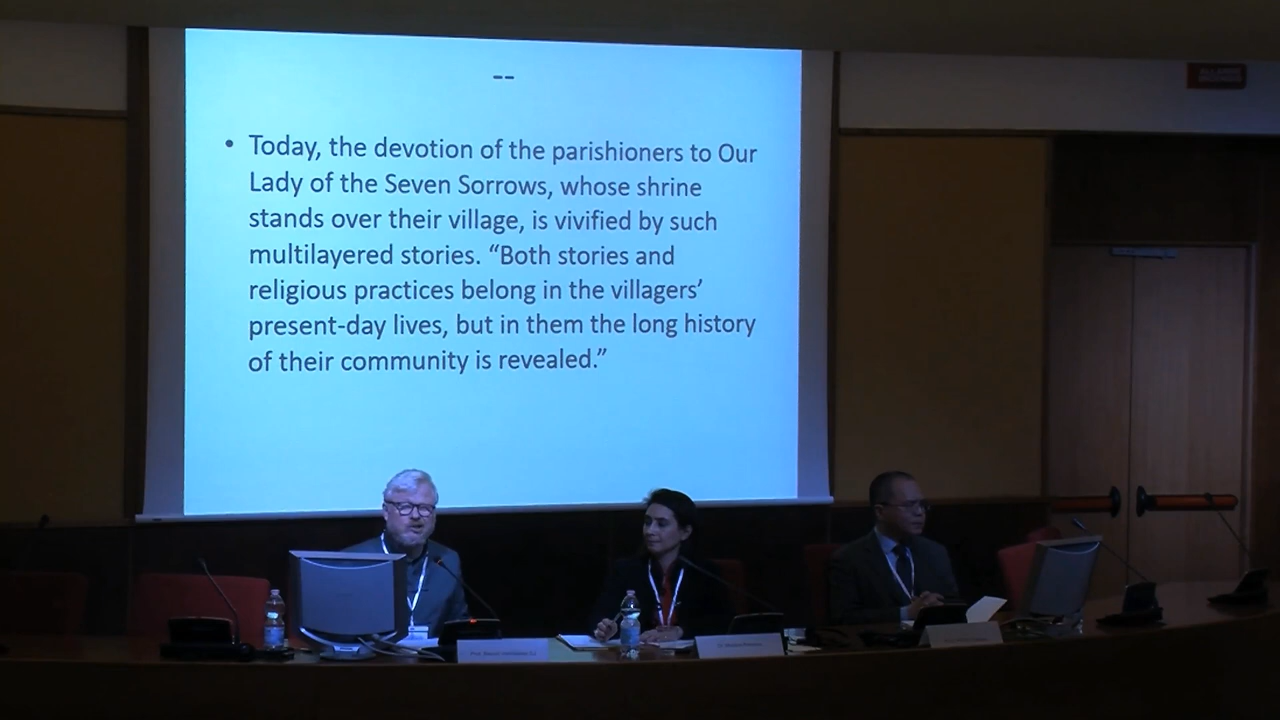 --
• Today, the devotion of the parishioners to Our
Lady of the Seven Sorrows, whose shrine
stands over their village, is vivified by such
multilayered stories. “Both stories and
religious practices belong in the villagers’
present-day lives, but in them the long history
of their community is revealed.”